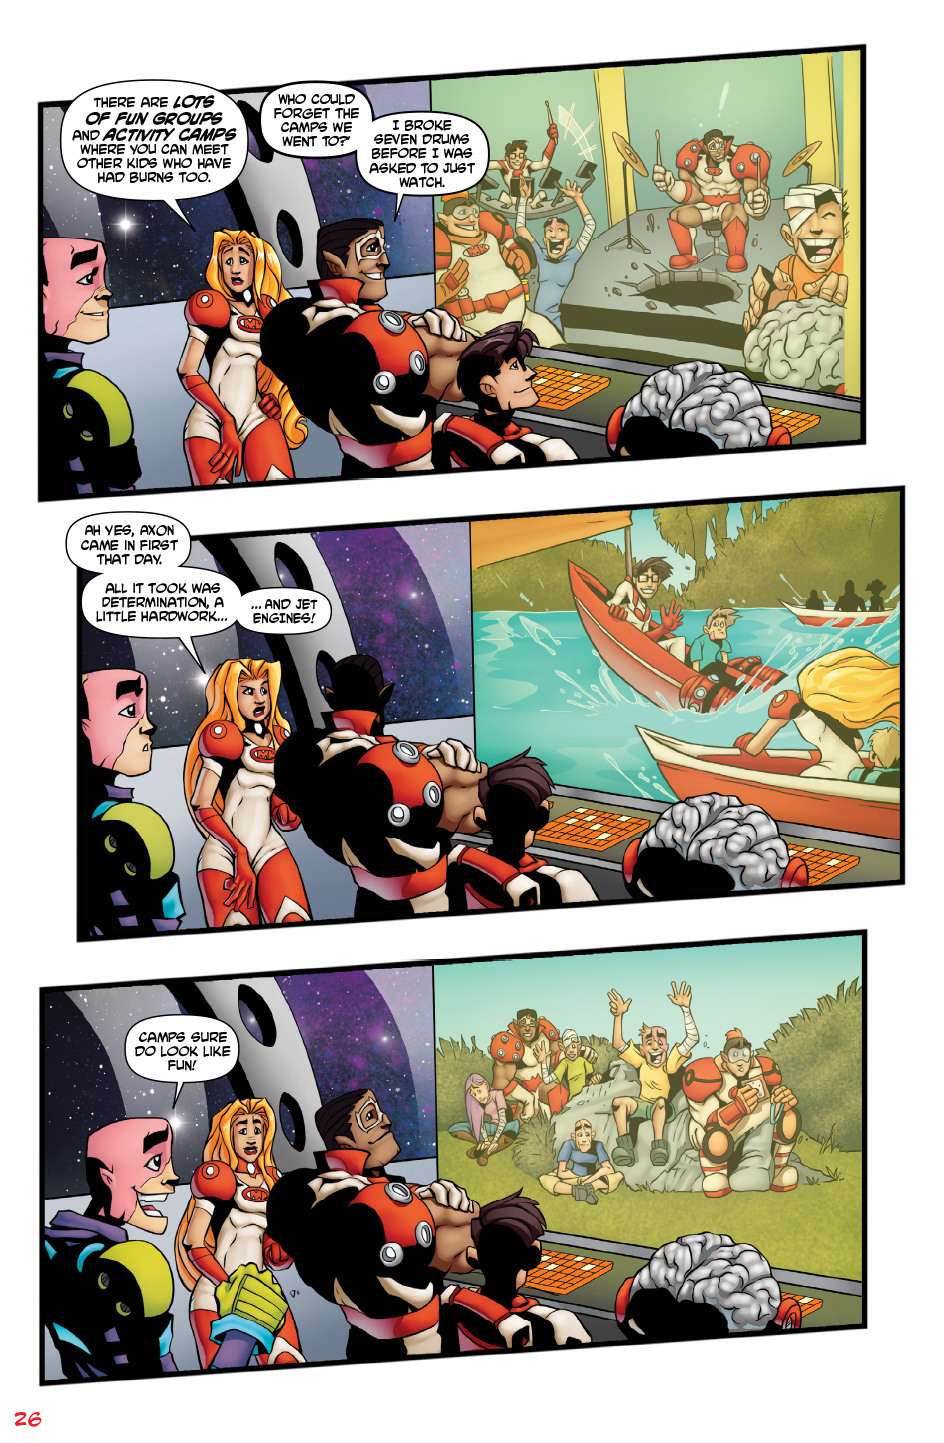 THERE ARE LOTS
OF FUN GROUPS
AND ACTIVITY CAMPS
WHERE YOU CAN MEET
OTHER KIDS WHO HAVE
HAD BURNS TOO.
WHO COULD
FORGET THE
CAMPS WE
WENT TO?'
I BROKE
SEVEN DRUMS
BEFORE I WAS
ASKED TO JUST
WATCH.
AH YES, AXON
CAME IN FIRST
THAT DAY.
ALL IT TOOK WAS
DETERMINATION, A
LITTLE HARDWORK...
... AND JET
ENGINES!
CAMPS SURE
DO LOOK LIKE
FUN!
26